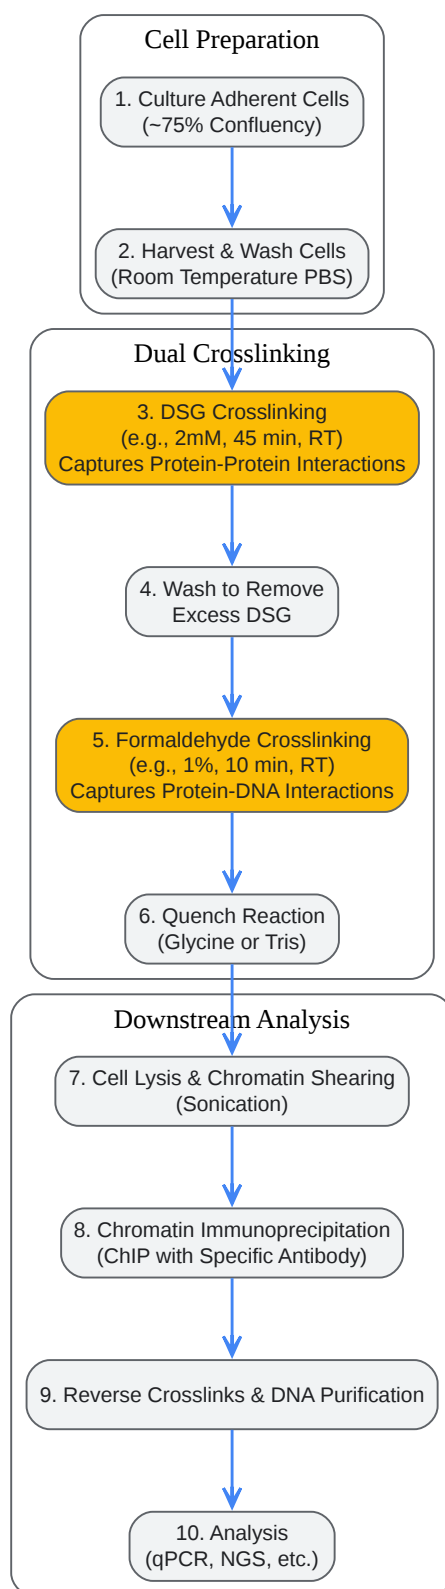 Cell Preparation
1. Culture Adherent Cells
(~75% Confluency)
2. Harvest & Wash Cells
(Room Temperature PBS)
Dual Crosslinking
3. DSG Crosslinking
(e.g., 2mM, 45 min, RT)
Captures Protein-Protein Interactions
4. Wash to Remove
Excess DSG
5. Formaldehyde Crosslinking
(e.g., 1%, 10 min, RT)
Captures Protein-DNA Interactions
6. Quench Reaction
(Glycine or Tris)
Downstream Analysis
7. Cell Lysis & Chromatin Shearing
(Sonication)
8. Chromatin Immunoprecipitation
(ChIP with Specific Antibody)
9. Reverse Crosslinks & DNA Purification
10. Analysis
(qPCR, NGS, etc.)